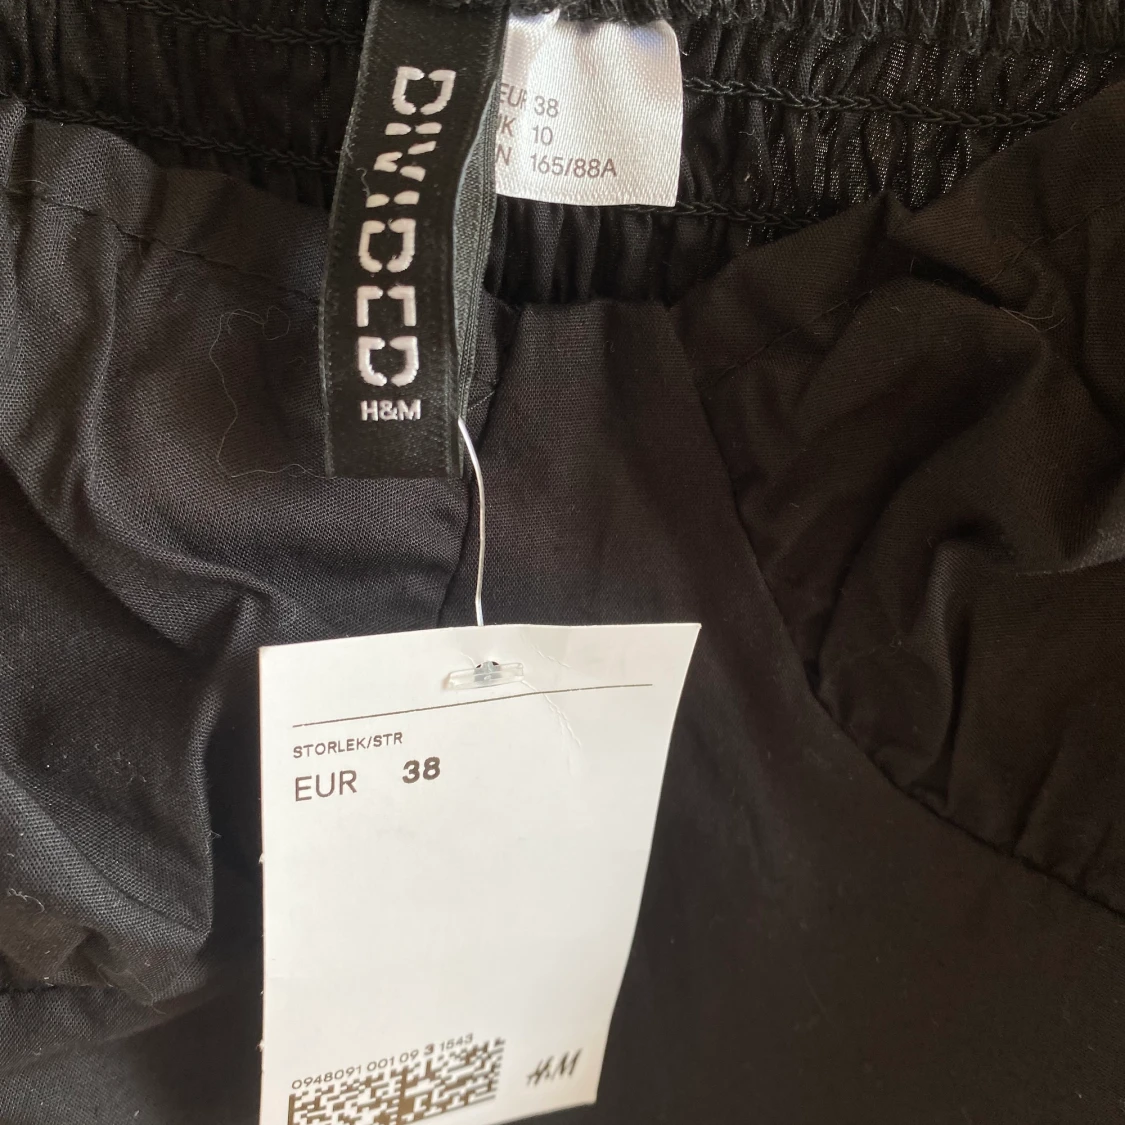 DIVIDED
H&M
EUR 38
UK 10
165/88A
STORLEK/STR
EUR 38
0948091 001 09 3 1543
H&M